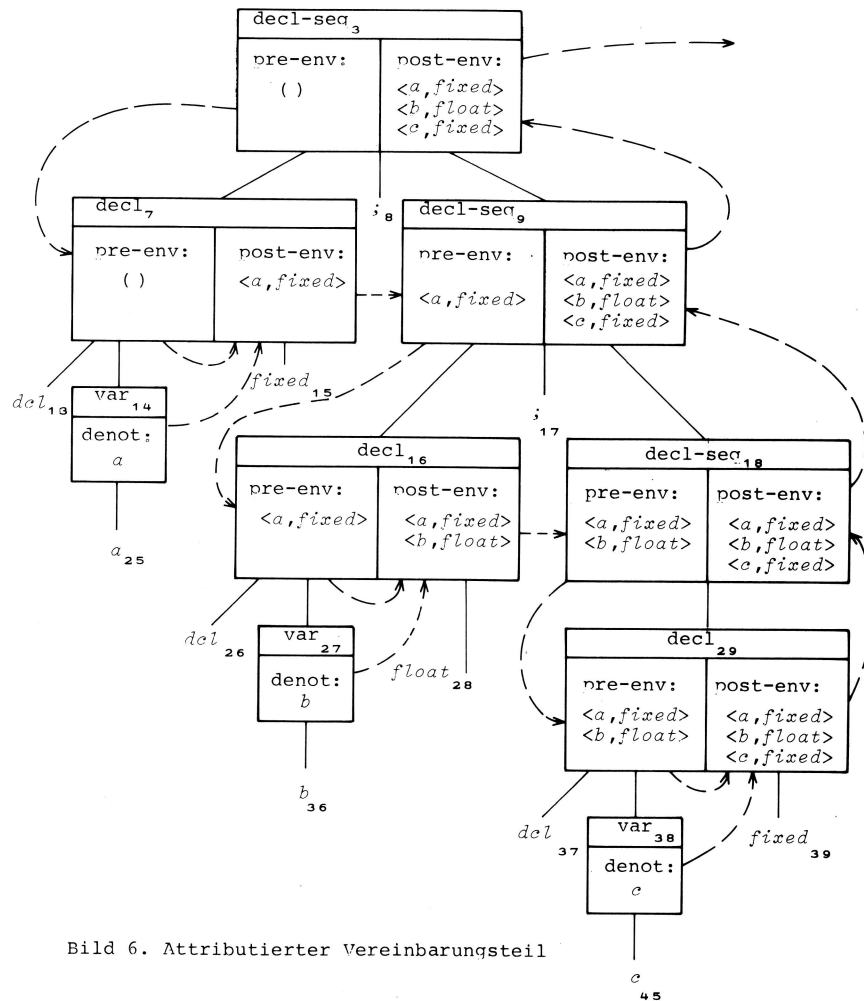 decl-seq₃
pre-env: post-env:
( ) <a,fixed>
<b,float>
<c,fixed>
decl₇ ;₈ decl-seq₉
pre-env: post-env: pre-env: post-env:
( ) <a,fixed> <a,fixed> <a,fixed>
<b,float>
<c,fixed>
dcl₁₃ var₁₄ fixed₁₅ ;₁₇
denot:
a
a₂₅
decl₁₆ decl-seq₁₈
pre-env: post-env: pre-env: post-env:
<a,fixed> <a,fixed> <a,fixed> <a,fixed>
<b,float> <b,float> <b,float>
<c,fixed>
dcl₂₆ var₂₇ float₂₈ decl₂₉
denot: pre-env: post-env:
b <a,fixed> <a,fixed>
<b,float> <b,float>
<c,fixed>
b₃₆
dcl₃₇ var₃₈ fixed₃₉
denot:
c
Bild 6. Attributierter Vereinbarungsteil
c₄₅